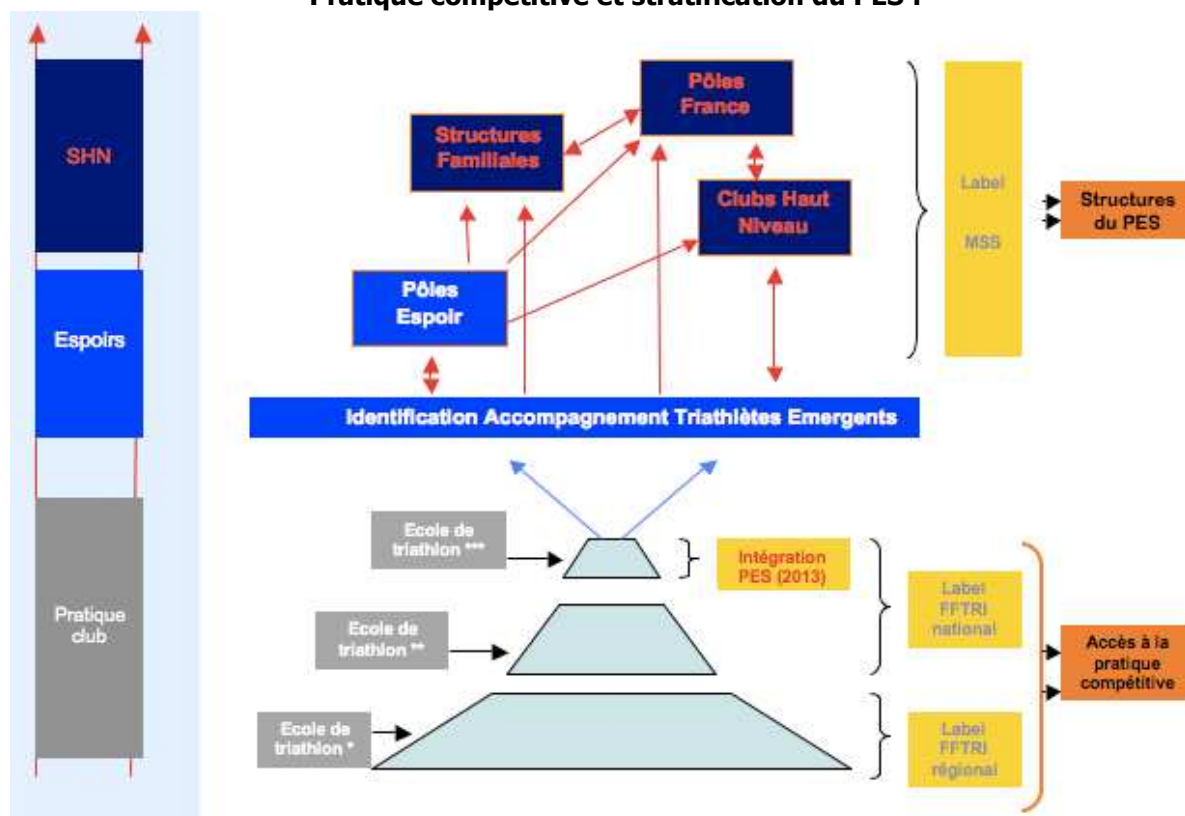 Pratique compétitive et stratification du PES :
SHN
Espoirs
Pratique
club
Pôles
France
Structures
Familiales
Clubs Haut
Niveau
Pôles
Espoir
Label
MSS
Structures
du PES
Identification Accompagnement Triathlètes Emergents
Ecole de
triathlon ***
Intégration
PES (2013)
Ecole de
triathlon **
Label
FFTRI
national
Accès à la
pratique
compétitive
Ecole de
triathlon *
Label
FFTRI
régional